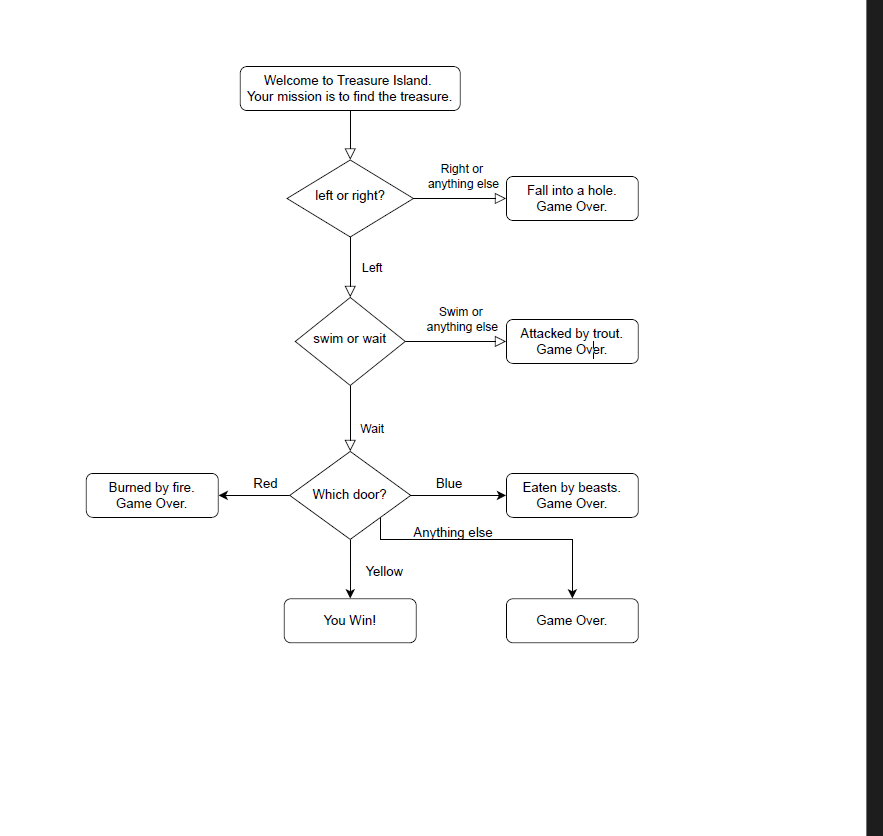 Welcome to Treasure Island.
Your mission is to find the treasure.
left or right?
Right or
anything else
Fall into a hole.
Game Over.
Left
swim or wait
Swim or
anything else
Attacked by trout.
Game Over.
Wait
Which door?
Red
Burned by fire.
Game Over.
Blue
Eaten by beasts.
Game Over.
Anything else
Yellow
You Win!
Game Over.